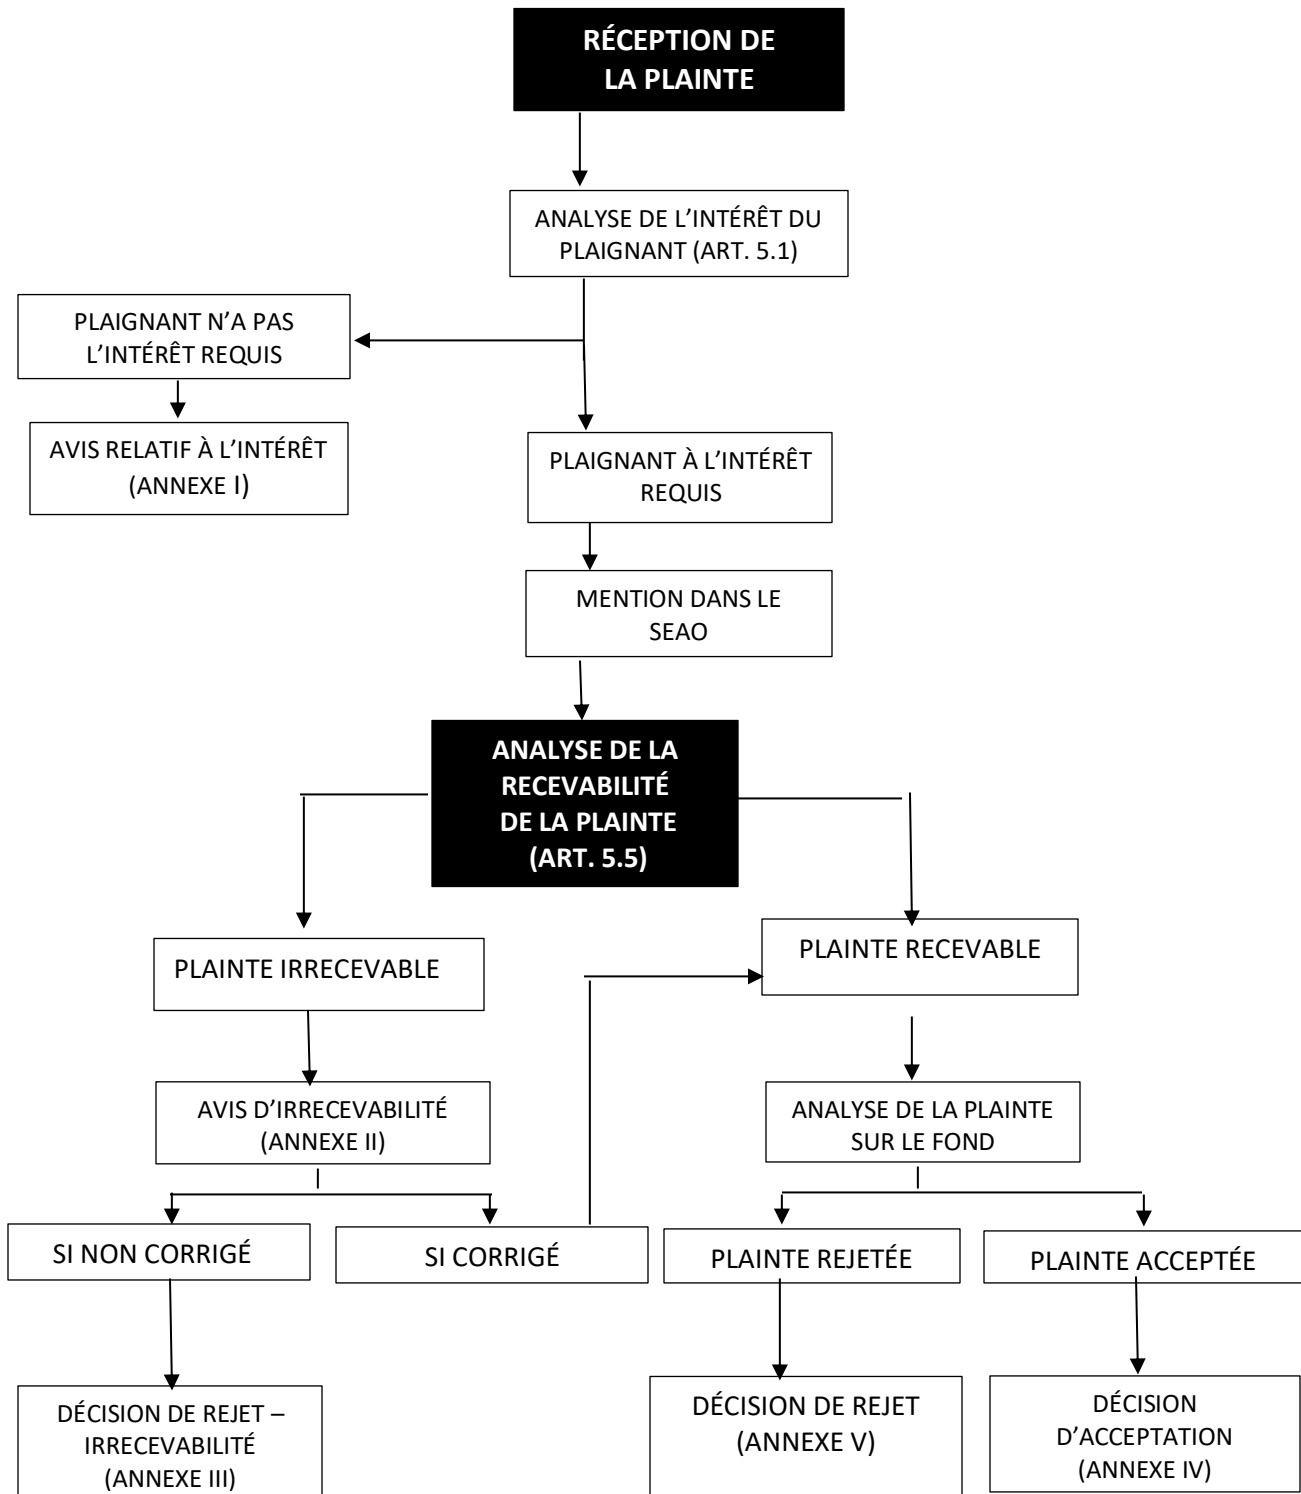 RÉCEPTION DE
LA PLAINTE
ANALYSE DE L’INTÉRÊT DU
PLAIGNANT (ART. 5.1)
PLAIGNANT N’A PAS
L’INTÉRÊT REQUIS
AVIS RELATIF À L’INTÉRÊT
(ANNEXE I)
PLAIGNANT À L’INTÉRÊT
REQUIS
MENTION DANS LE
SEAO
ANALYSE DE LA
RECEVABILITÉ
DE LA PLAINTE
(ART. 5.5)
PLAINTE IRRECEVABLE
PLAINTE RECEVABLE
AVIS D’IRRECEVABILITÉ
(ANNEXE II)
ANALYSE DE LA PLAINTE
SUR LE FOND
SI NON CORRIGÉ
SI CORRIGÉ
PLAINTE REJETÉE
PLAINTE ACCEPTÉE
DÉCISION DE REJET –
IRRECEVABILITÉ
(ANNEXE III)
DÉCISION DE REJET
(ANNEXE V)
DÉCISION
D’ACCEPTATION
(ANNEXE IV)